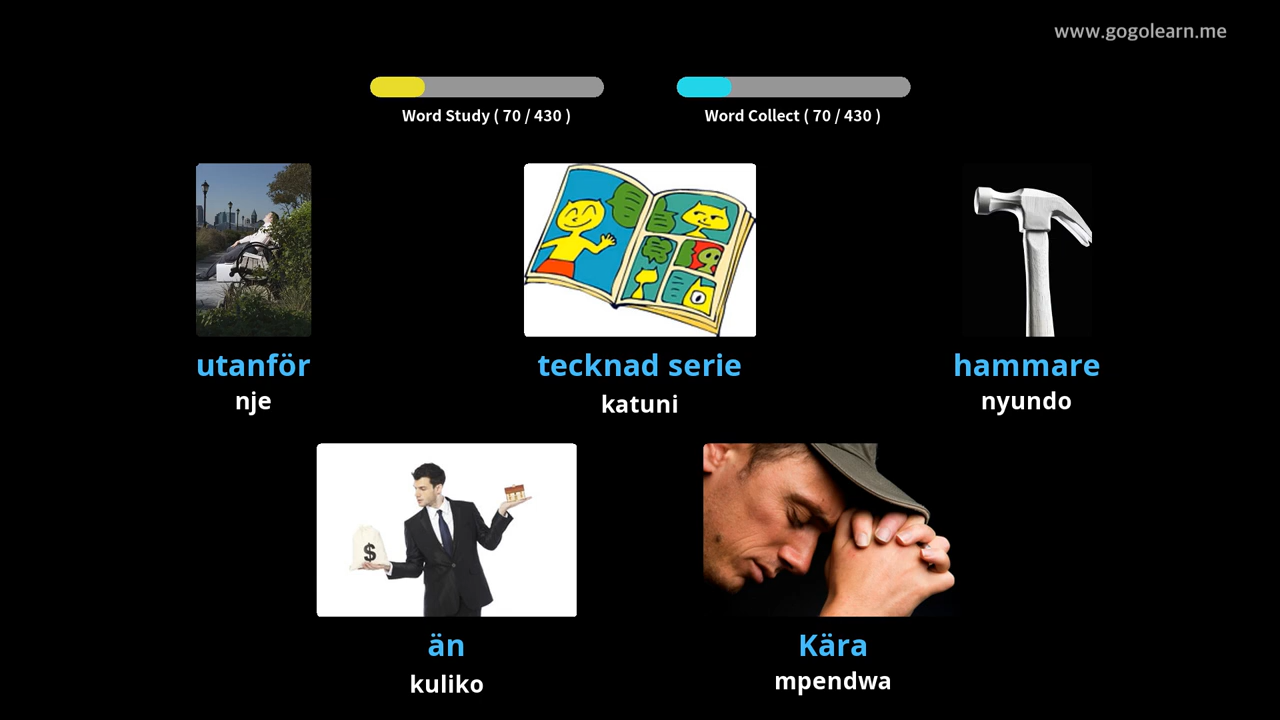 www.gogolearn.me
Word Study ( 70 / 430 )
Word Collect ( 70 / 430 )
utanför
tecknad serie
hammare
nje
katuni
nyundo
$
än
Kära
kuliko
mpendwa